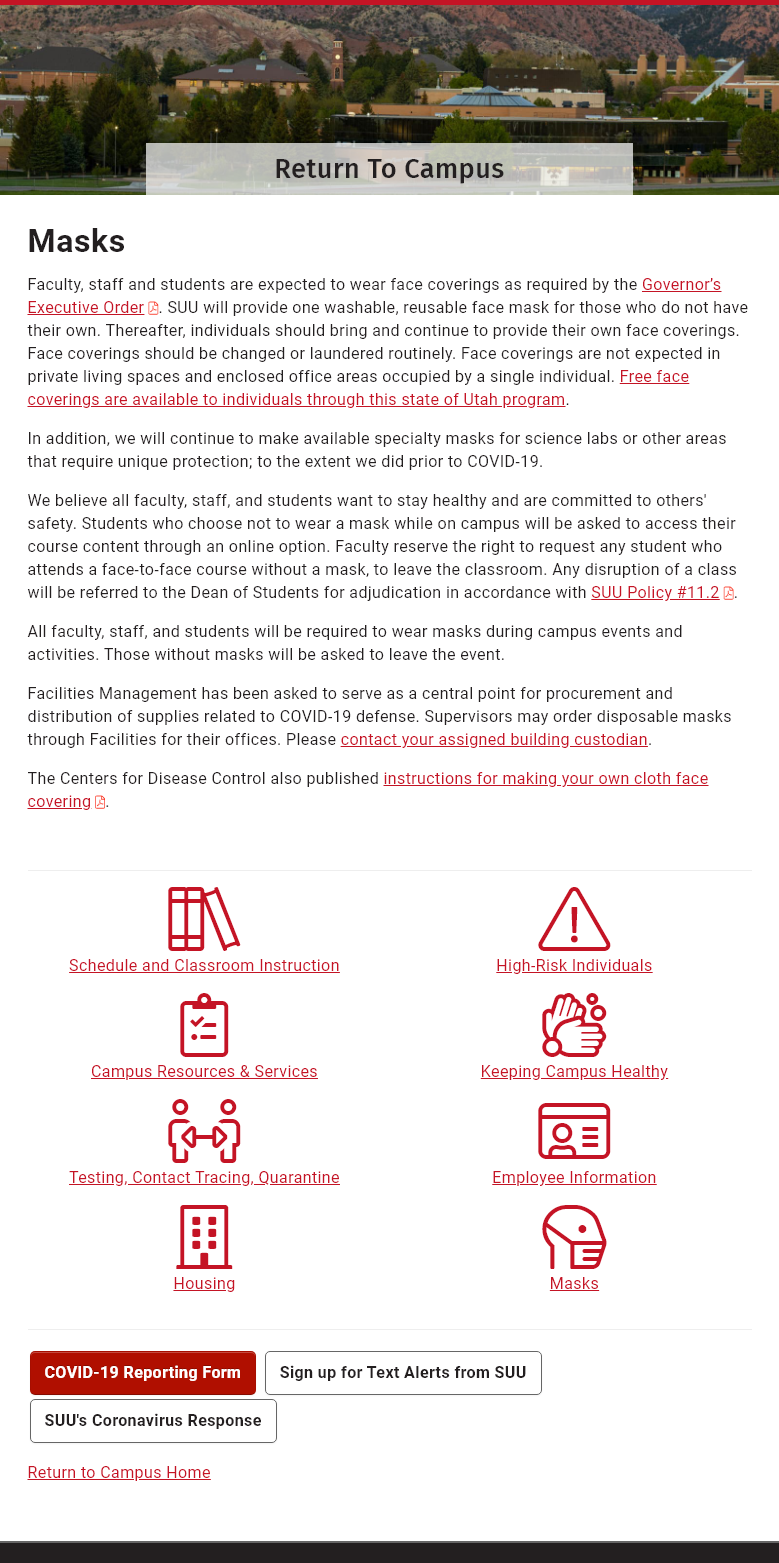 Return To Campus
Masks
Faculty, staff and students are expected to wear face coverings as required by the Governor’s
Executive Order. SUU will provide one washable, reusable face mask for those who do not have
their own. Thereafter, individuals should bring and continue to provide their own face coverings.
Face coverings should be changed or laundered routinely. Face coverings are not expected in
private living spaces and enclosed office areas occupied by a single individual. Free face
coverings are available to individuals through this state of Utah program.
In addition, we will continue to make available specialty masks for science labs or other areas
that require unique protection; to the extent we did prior to COVID-19.
We believe all faculty, staff, and students want to stay healthy and are committed to others'
safety. Students who choose not to wear a mask while on campus will be asked to access their
course content through an online option. Faculty reserve the right to request any student who
attends a face-to-face course without a mask, to leave the classroom. Any disruption of a class
will be referred to the Dean of Students for adjudication in accordance with SUU Policy #11.2.
All faculty, staff, and students will be required to wear masks during campus events and
activities. Those without masks will be asked to leave the event.
Facilities Management has been asked to serve as a central point for procurement and
distribution of supplies related to COVID-19 defense. Supervisors may order disposable masks
through Facilities for their offices. Please contact your assigned building custodian.
The Centers for Disease Control also published instructions for making your own cloth face
covering.
Schedule and Classroom Instruction
High-Risk Individuals
Campus Resources & Services
Keeping Campus Healthy
Testing, Contact Tracing, Quarantine
Employee Information
Housing
Masks
COVID-19 Reporting Form
Sign up for Text Alerts from SUU
SUU's Coronavirus Response
Return to Campus Home